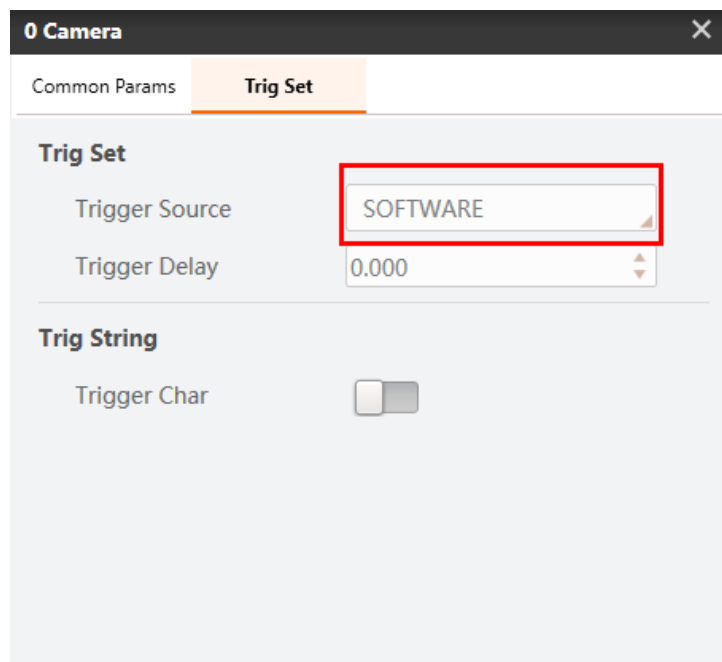 0 Camera
Common Params Trig Set
Trig Set
Trigger Source SOFTWARE
Trigger Delay 0.000
Trig String
Trigger Char